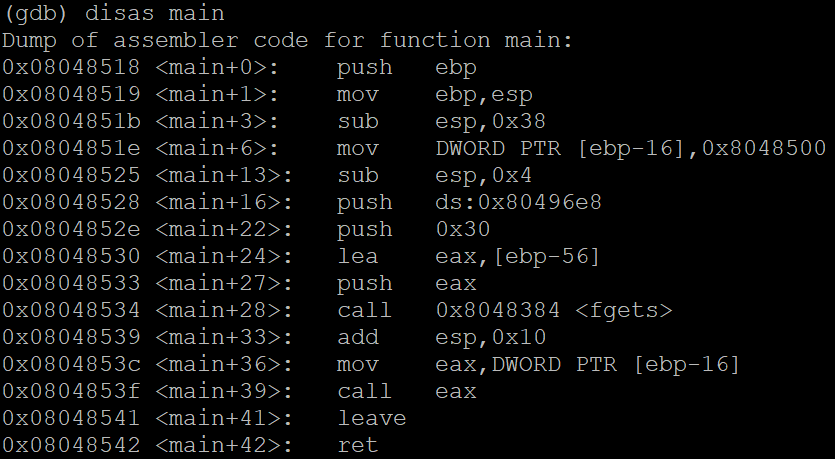 (gdb) disas main
Dump of assembler code for function main:
0x08048518 <main+0>:    push   ebp
0x08048519 <main+1>:    mov    ebp,esp
0x0804851b <main+3>:    sub    esp,0x38
0x0804851e <main+6>:    mov    DWORD PTR [ebp-16],0x8048500
0x08048525 <main+13>:   sub    esp,0x4
0x08048528 <main+16>:   push   ds:0x80496e8
0x0804852e <main+22>:   push   0x30
0x08048530 <main+24>:   lea    eax,[ebp-56]
0x08048533 <main+27>:   push   eax
0x08048534 <main+28>:   call   0x8048384 <fgets>
0x08048539 <main+33>:   add    esp,0x10
0x0804853c <main+36>:   mov    eax,DWORD PTR [ebp-16]
0x0804853f <main+39>:   call   eax
0x08048541 <main+41>:   leave
0x08048542 <main+42>:   ret